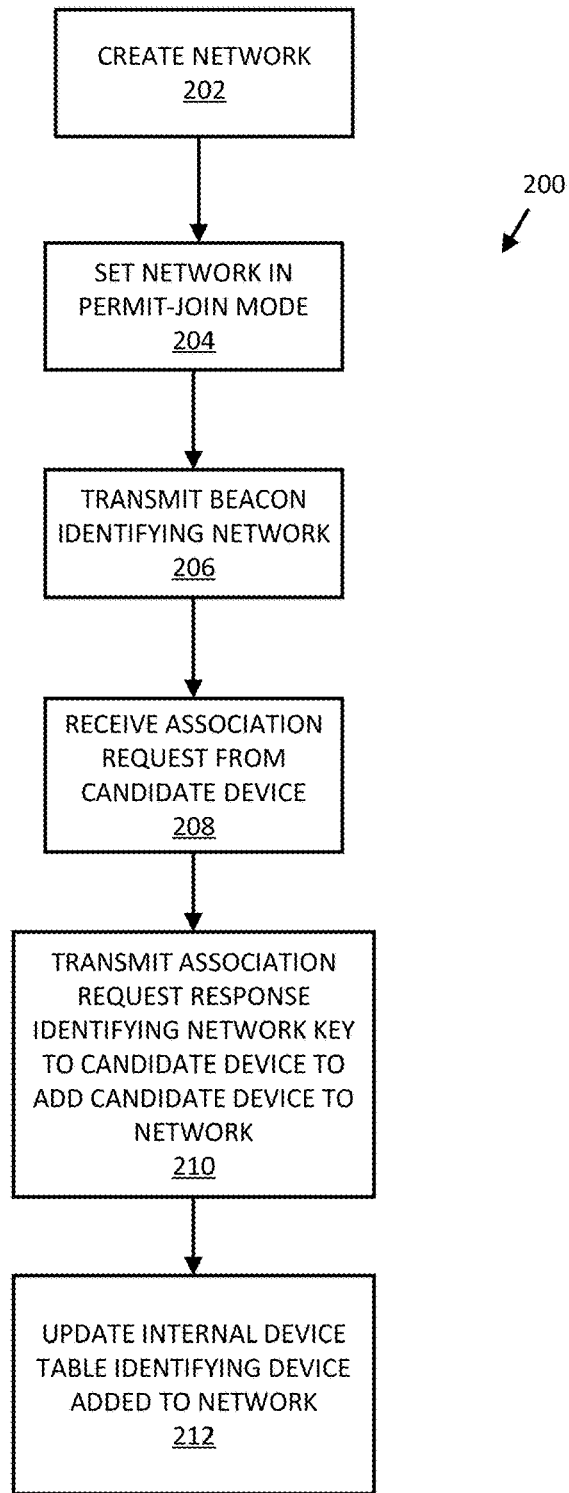 CREATE NETWORK
202
200
SET NETWORK IN
PERMIT-JOIN MODE
204
TRANSMIT BEACON
IDENTIFYING NETWORK
206
RECEIVE ASSOCIATION
REQUEST FROM
CANDIDATE DEVICE
208
TRANSMIT ASSOCIATION
REQUEST RESPONSE
IDENTIFYING NETWORK KEY
TO CANDIDATE DEVICE TO
ADD CANDIDATE DEVICE TO
NETWORK
210
UPDATE INTERNAL DEVICE
TABLE IDENTIFYING DEVICE
ADDED TO NETWORK
212